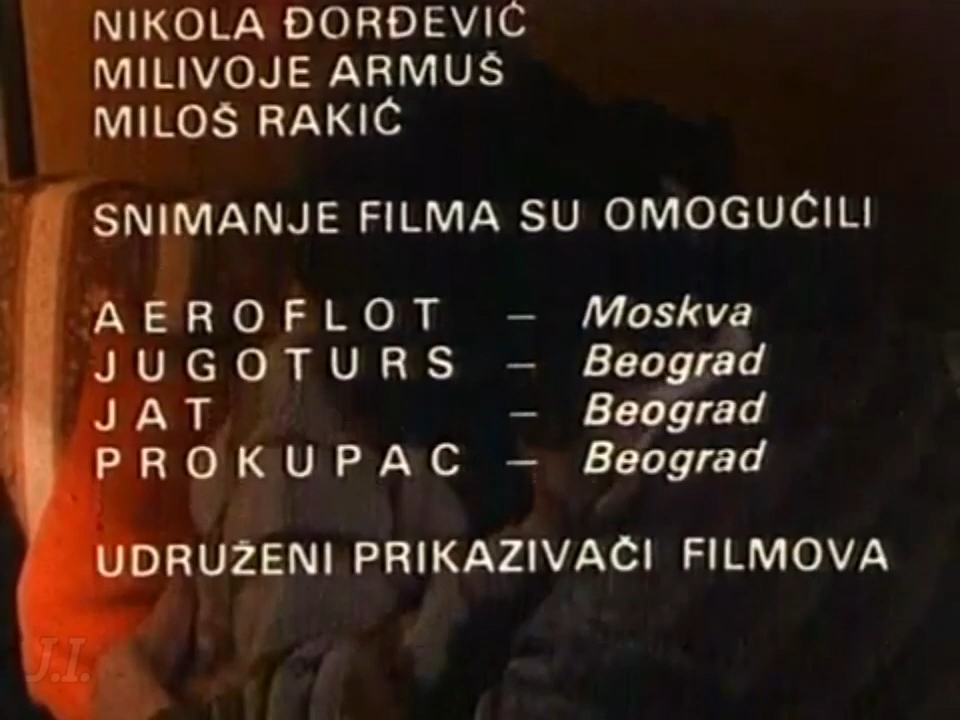 NIKOLA ĐORĐEVIĆ
MILIVOJE ARMUŠ
MILOŠ RAKIĆ
SNIMANJE FILMA SU OMOGUĆILI
AEROFLOT – Moskva
JUGOTURS – Beograd
JAT – Beograd
PROKUPAC – Beograd
UDRUŽENI PRIKAZIVAČI FILMOVA
J.I.